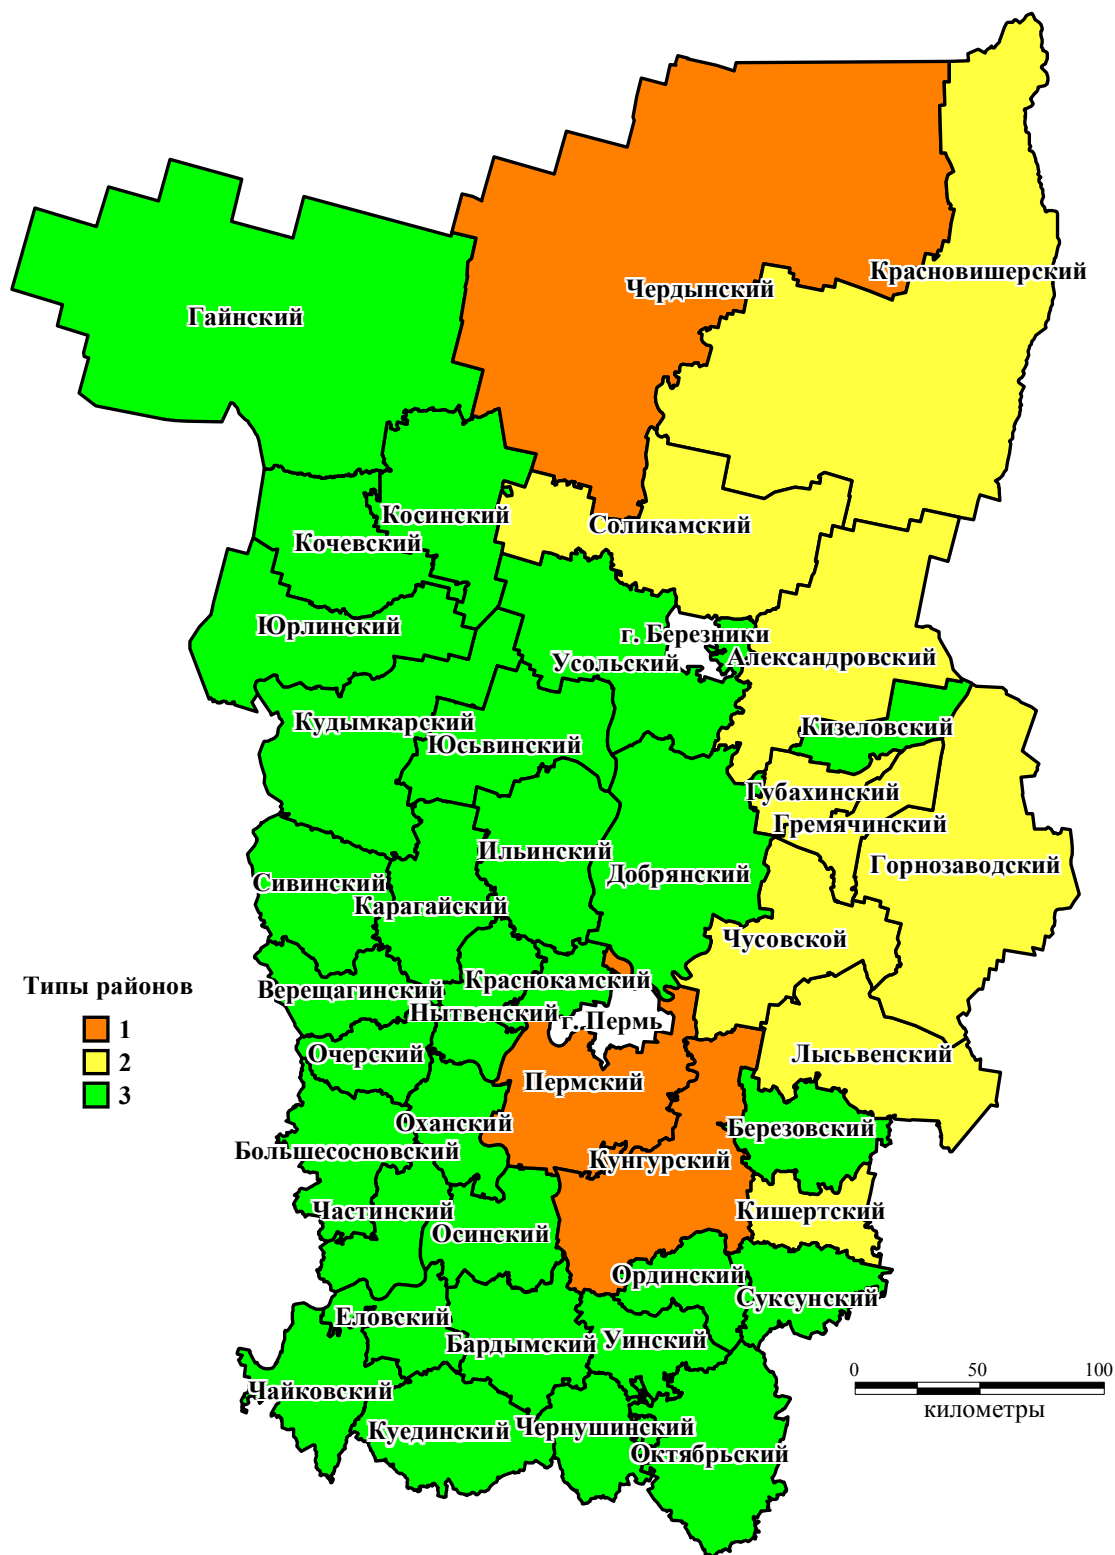 Красновишерский
Чердынский
Гайнский
Косинский
Соликамский
Кочевский
Юрлинский
г. Березники
Усольский
Александровский
Кудымкарский
Юсьвинский
Кизеловский
Губахинский
Гремячинский
Ильинский
Горнозаводский
Добрянский
Сивинский
Карагайский
Чусовской
Краснокамский
Верещагинский
Нытвенский
г. Пермь
Очерский
Лысьвенский
Пермский
Оханский
Березовский
Большесосновский
Кунгурский
Частинский
Кишертский
Осинский
Ординский
Суксунский
Еловский
Бардымский
Уинский
Чайковский
Куединский
Чернушинский
Октябрьский
Типы районов
1
2
3
0 50 100
километры